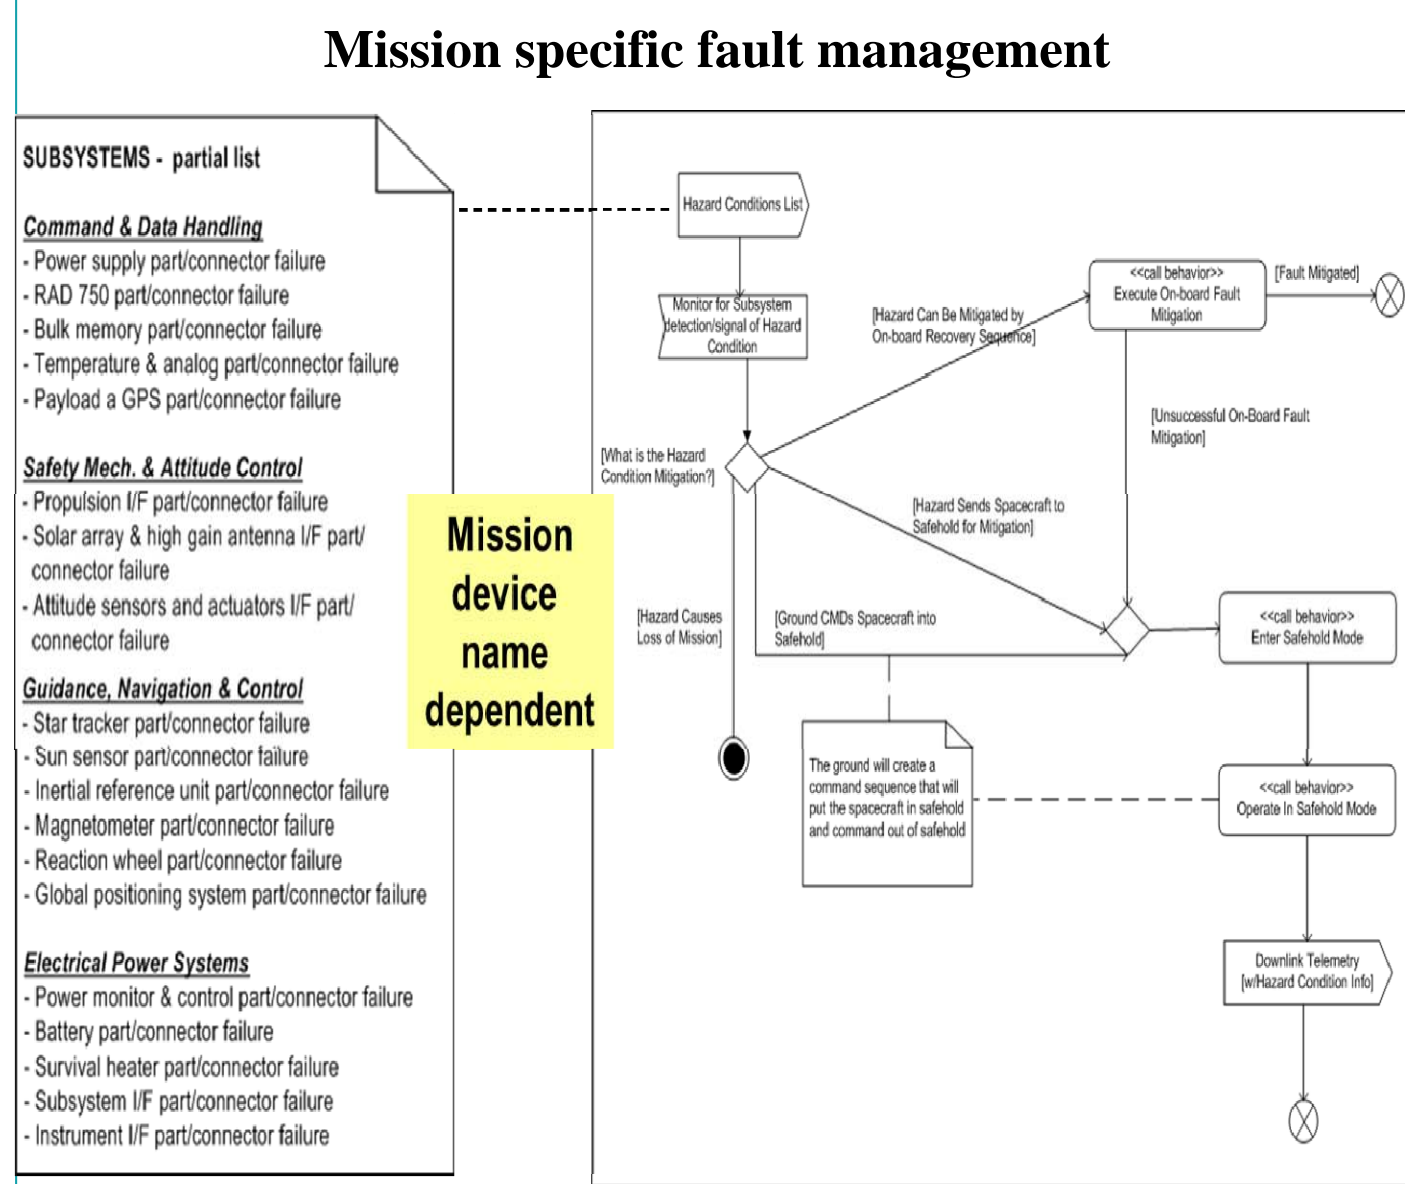 Mission specific fault management
SUBSYSTEMS - partial list
Command & Data Handling
- Power supply part/connector failure
- RAD 750 part/connector failure
- Bulk memory part/connector failure
- Temperature & analog part/connector failure
- Payload a GPS part/connector failure
Safety Mech. & Attitude Control
- Propulsion I/F part/connector failure
- Solar array & high gain antenna I/F part/
connector failure
- Attitude sensors and actuators I/F part/
connector failure
Guidance, Navigation & Control
- Star tracker part/connector failure
- Sun sensor part/connector failure
- Inertial reference unit part/connector failure
- Magnetometer part/connector failure
- Reaction wheel part/connector failure
- Global positioning system part/connector failure
Electrical Power Systems
- Power monitor & control part/connector failure
- Battery part/connector failure
- Survival heater part/connector failure
- Subsystem I/F part/connector failure
- Instrument I/F part/connector failure
Mission
device
name
dependent
Hazard Conditions List
Monitor for Subsystem
detection/signal of Hazard
Condition
[What is the Hazard
Condition Mitigation?]
[Hazard Can Be Mitigated by
On-board Recovery Sequence]
<<call behavior>>
Execute On-board Fault
Mitigation
[Fault Mitigated]
[Unsuccessful On-Board Fault
Mitigation]
[Hazard Sends Spacecraft to
Safehold for Mitigation]
[Hazard Causes
Loss of Mission]
[Ground CMDs Spacecraft into
Safehold]
<<call behavior>>
Enter Safehold Mode
The ground will create a
command sequence that will
put the spacecraft in safehold
and command out of safehold
<<call behavior>>
Operate In Safehold Mode
Downlink Telemetry
[w/Hazard Condition Info]